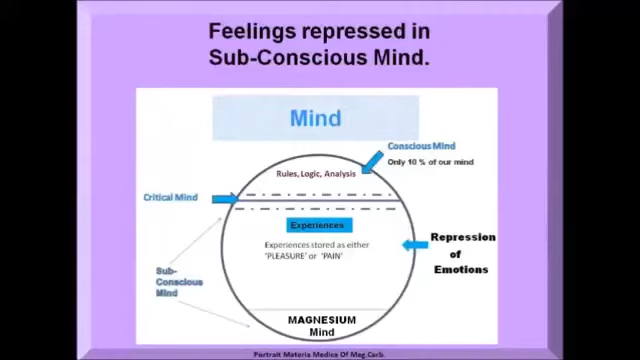 Feelings repressed in
Sub-Conscious Mind.
Mind
Conscious Mind
Only 10 % of our mind
Rules, Logic, Analysis
Critical Mind
Experiences
Experiences stored as either
‘PLEASURE’ or ‘PAIN’
Repression
of
Emotions
Sub-
Conscious
Mind
MAGNESIUM
Mind
Portrait Materia Medica Of Mag.Carb.